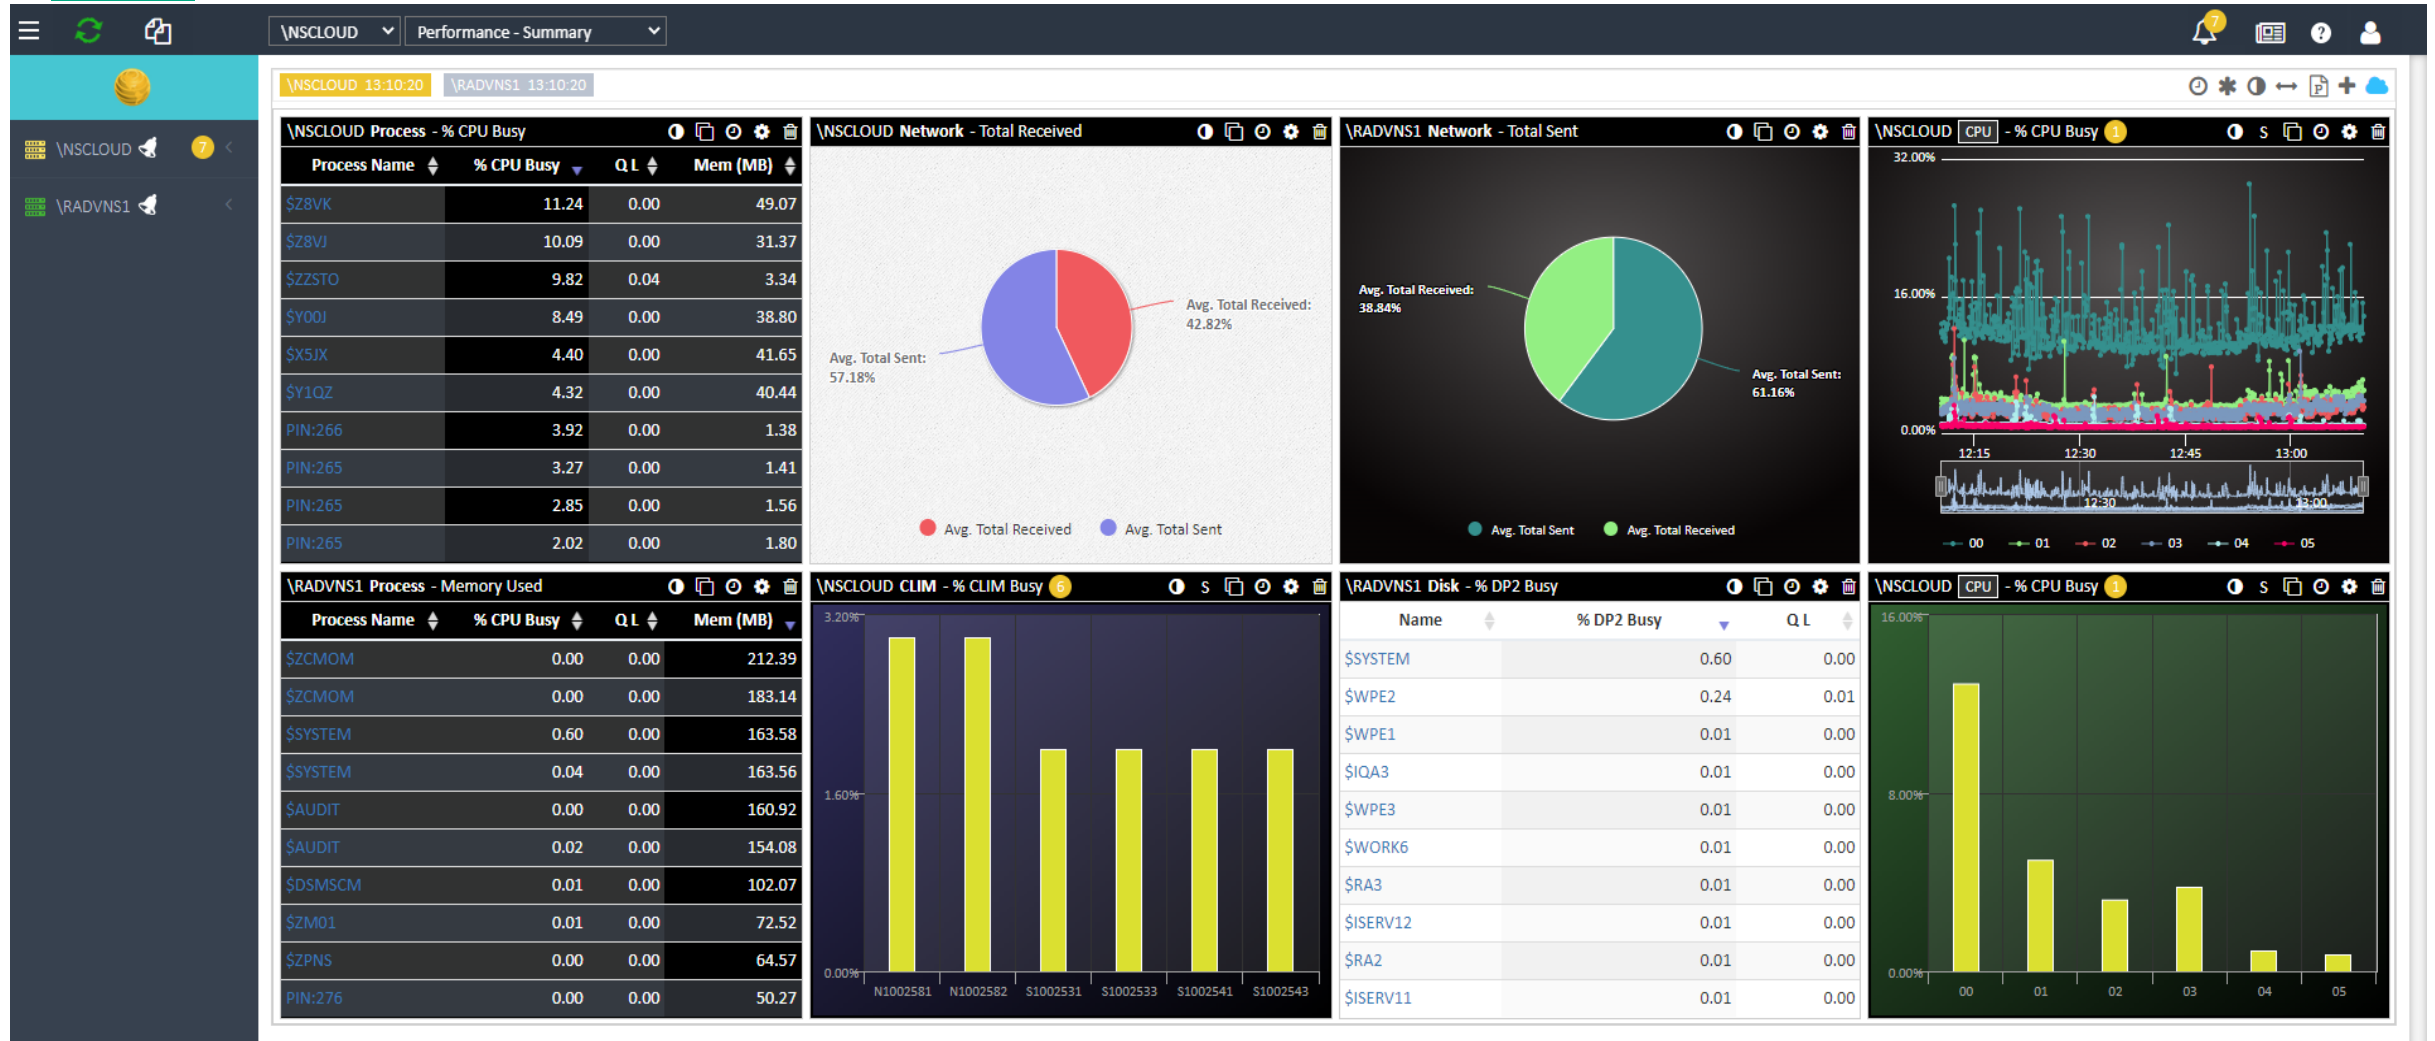 \NSCLOUD Performance - Summary 7 ?
\NSCLOUD 13:10:20 \RADVNS1 13:10:20
\NSCLOUD 7
\RADVNS1
\NSCLOUD Process - % CPU Busy
Process Name % CPU Busy Q L Mem (MB)
$Z8VK 11.24 0.00 49.07
$Z8VJ 10.09 0.00 31.37
$ZZSTO 9.82 0.04 3.34
$Y00J 8.49 0.00 38.80
$X5JX 4.40 0.00 41.65
$Y1QZ 4.32 0.00 40.44
PIN:266 3.92 0.00 1.38
PIN:265 3.27 0.00 1.41
PIN:265 2.85 0.00 1.56
PIN:265 2.02 0.00 1.80
\NSCLOUD Network - Total Received
Avg. Total Received:
42.82%
Avg. Total Sent:
57.18%
Avg. Total Received Avg. Total Sent
\RADVNS1 Network - Total Sent
Avg. Total Received:
38.84%
Avg. Total Sent:
61.16%
Avg. Total Sent Avg. Total Received
\NSCLOUD CPU - % CPU Busy 1 S
32.00%
16.00%
0.00%
12:15 12:30 12:45 13:00
12:30 13:00
00 01 02 03 04 05
\RADVNS1 Process - Memory Used
Process Name % CPU Busy Q L Mem (MB)
$ZCMOM 0.00 0.00 212.39
$ZCMOM 0.00 0.00 183.14
$SYSTEM 0.60 0.00 163.58
$SYSTEM 0.04 0.00 163.56
$AUDIT 0.00 0.00 160.92
$AUDIT 0.02 0.00 154.08
$DSMSCM 0.01 0.00 102.07
$ZM01 0.01 0.00 72.52
$ZPNS 0.00 0.00 64.57
PIN:276 0.00 0.00 50.27
\NSCLOUD CLIM - % CLIM Busy 6 S
3.20%
1.60%
0.00%
N1002581 N1002582 S1002531 S1002533 S1002541 S1002543
\RADVNS1 Disk - % DP2 Busy
Name % DP2 Busy Q L
$SYSTEM 0.60 0.00
$WPE2 0.24 0.01
$WPE1 0.01 0.00
$IQA3 0.01 0.00
$WPE3 0.01 0.00
$WORK6 0.01 0.00
$RA3 0.01 0.00
$ISERV12 0.01 0.00
$RA2 0.01 0.00
$ISERV11 0.01 0.00
\NSCLOUD CPU - % CPU Busy 1 S
16.00%
8.00%
0.00%
00 01 02 03 04 05